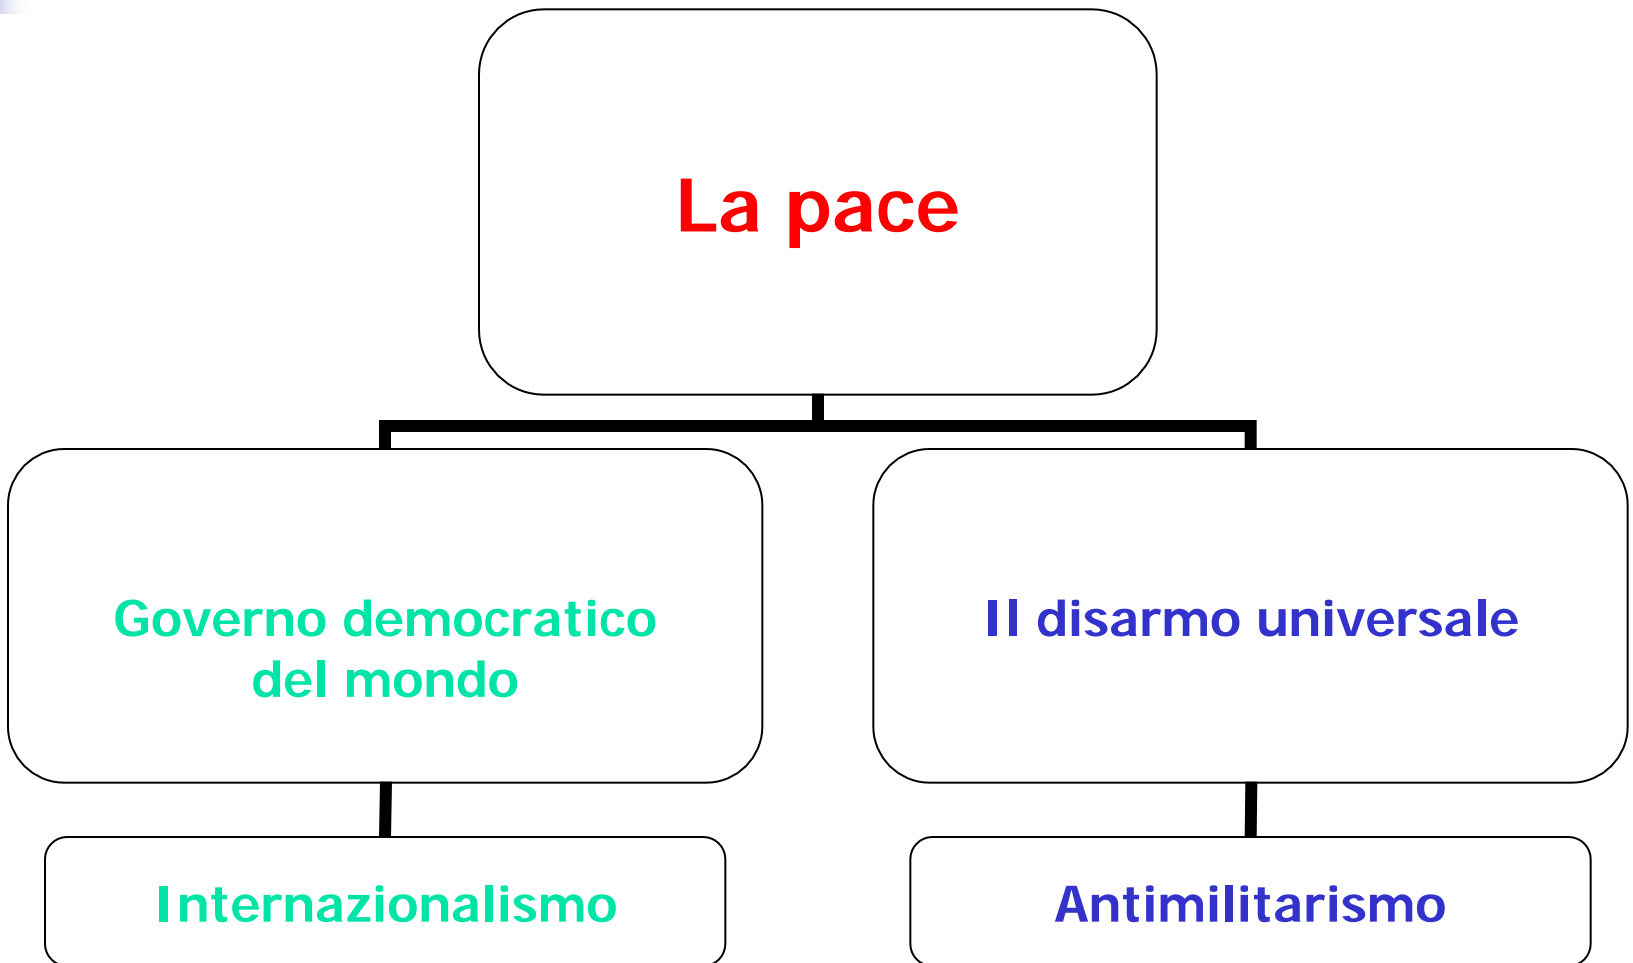 La pace
Governo democratico
del mondo
Il disarmo universale
Internazionalismo
Antimilitarismo